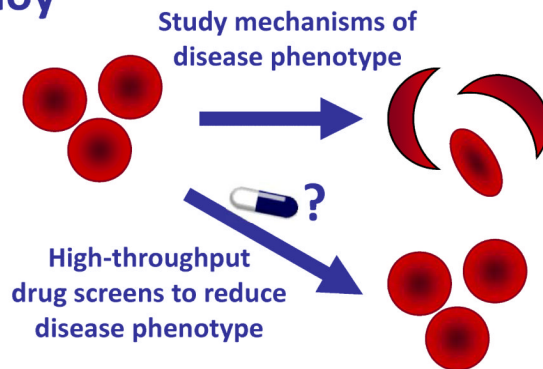 Study mechanisms of
disease phenotype
?
High-throughput
drug screens to reduce
disease phenotype